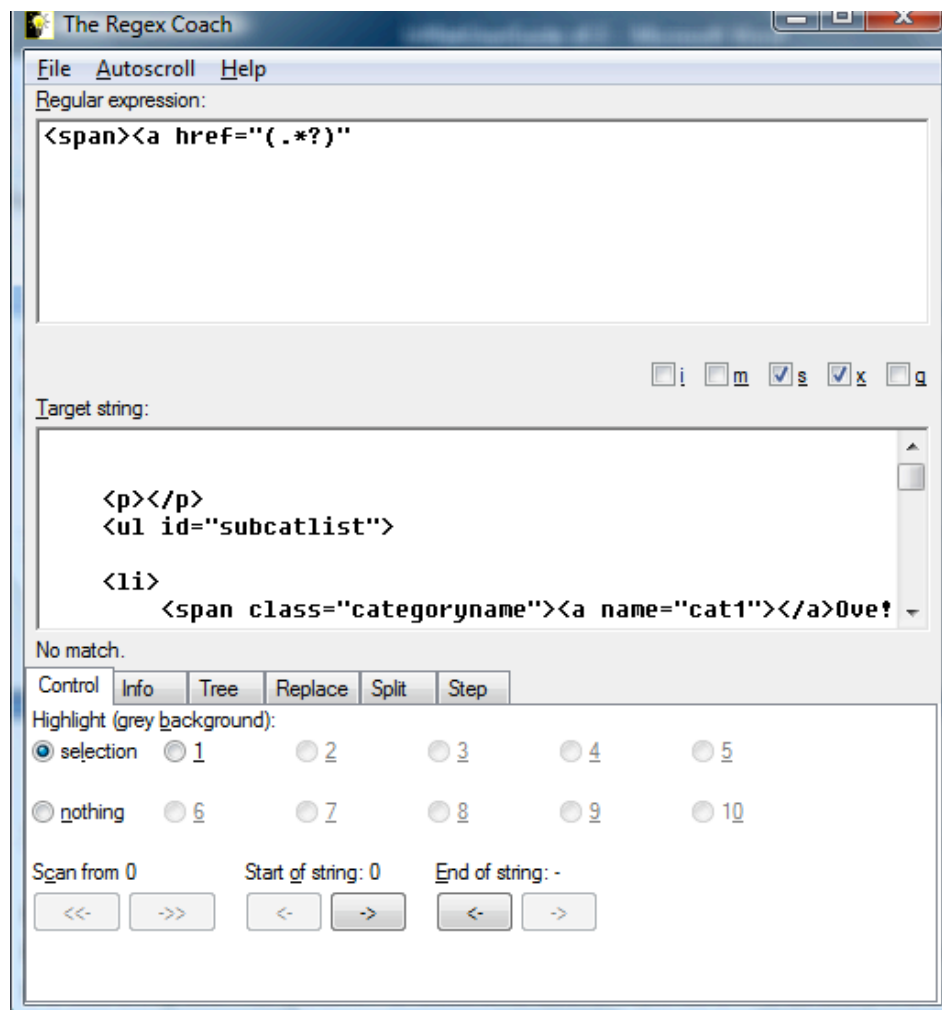 The Regex Coach
File Autoscroll Help
Regular expression:
<span><a href="(.*?)"
i m s x g
Target string:
<p></p>
<ul id="subcatlist">
<li>
<span class="categoryname"><a name="cat1"></a>Ove!
No match.
Control Info Tree Replace Split Step
Highlight (grey background):
selection 1 2 3 4 5
nothing 6 7 8 9 10
Scan from 0 Start of string: 0 End of string: -
<<- ->> <- -> <- ->